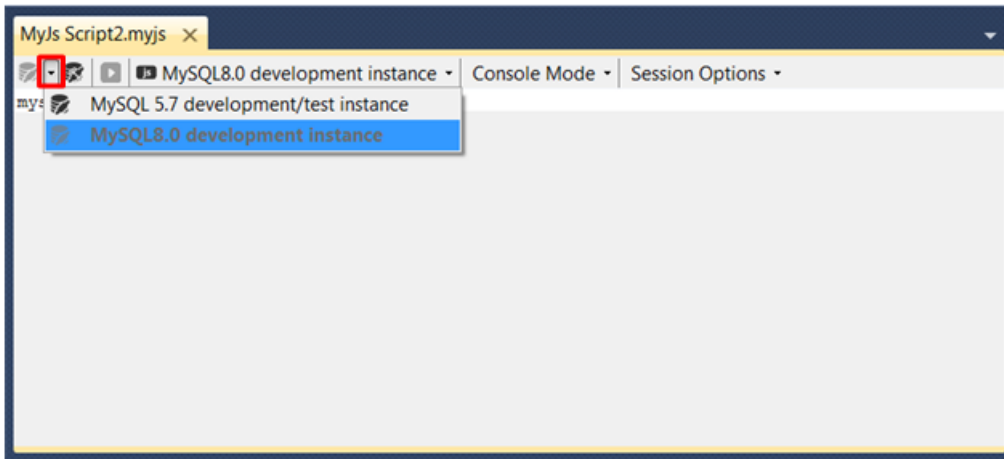 MyJs Script2.myjs
JS MySQL8.0 development instance Console Mode Session Options
MySQL 5.7 development/test instance
MySQL8.0 development instance